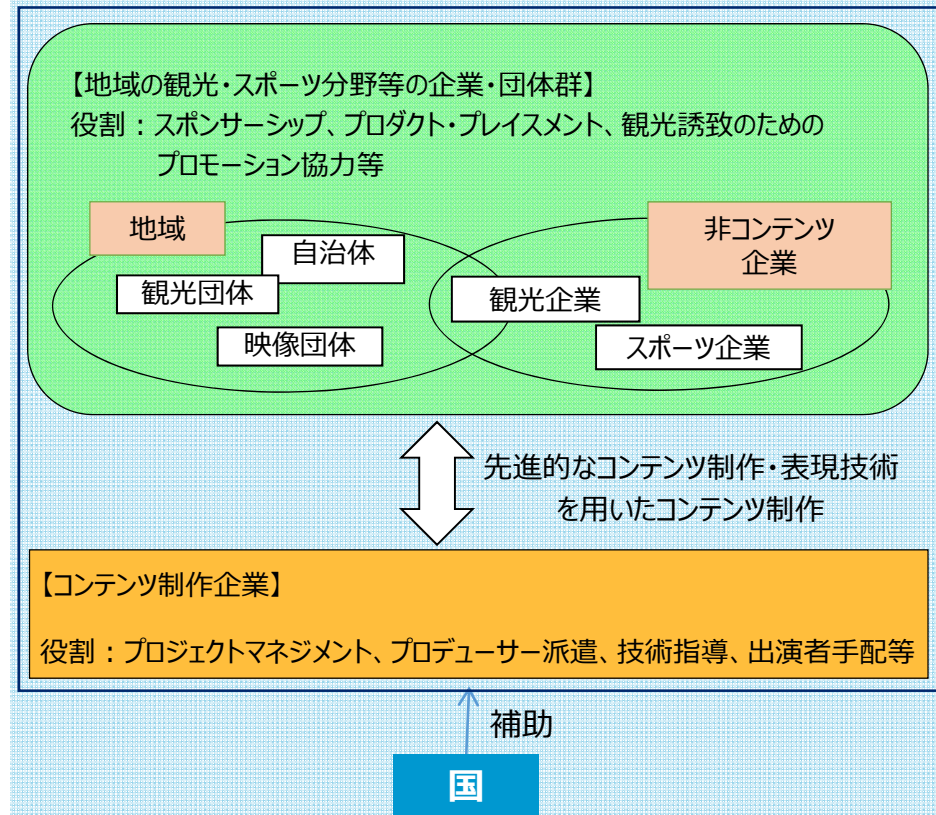 【地域の観光・スポーツ分野等の企業・団体群】
役割：スポンサーシップ、プロダクト・プレイスメント、観光誘致のための
プロモーション協力等
地域
非コンテンツ
企業
自治体
観光団体
観光企業
映像団体
スポーツ企業
先進的なコンテンツ制作・表現技術
を用いたコンテンツ制作
【コンテンツ制作企業】
役割：プロジェクトマネジメント、プロデューサー派遣、技術指導、出演者手配等
補助
国